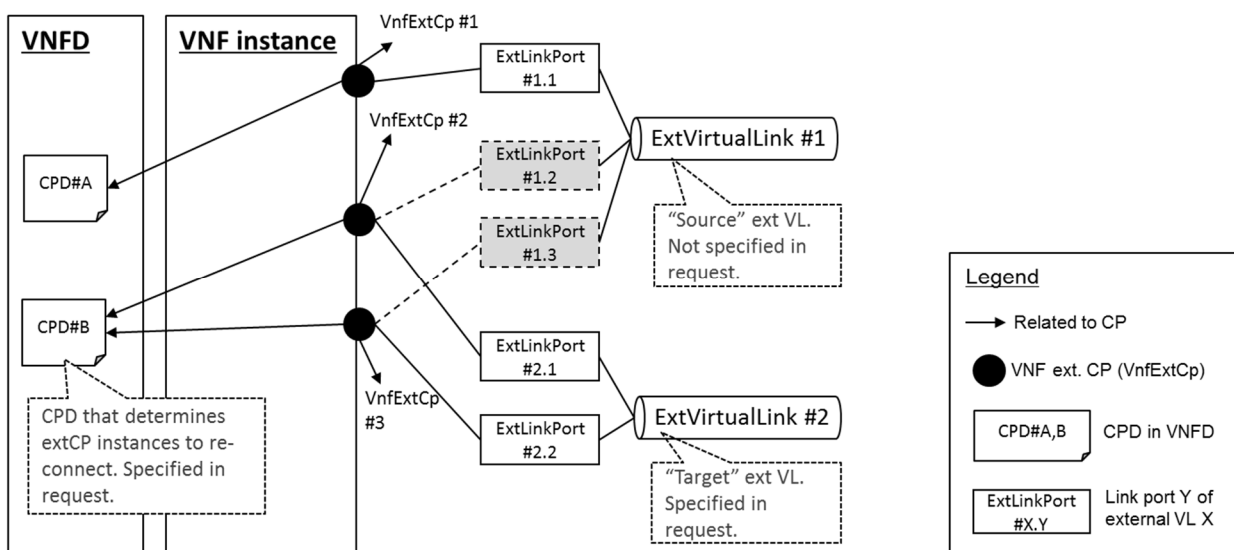 VNFD
VNF instance
VnfExtCp #1
ExtLinkPort
#1.1
VnfExtCp #2
ExtVirtualLink #1
ExtLinkPort
#1.2
CPD#A
"Source" ext VL.
Not specified in
request.
ExtLinkPort
#1.3
CPD#B
ExtLinkPort
#2.1
VnfExtCp
#3
ExtVirtualLink #2
ExtLinkPort
#2.2
CPD that determines
extCP instances to re-
connect. Specified in
request.
"Target" ext VL.
Specified in
request.
Legend
Related to CP
VNF ext. CP (VnfExtCp)
CPD#A,B
CPD in VNFD
ExtLinkPort
#X.Y
Link port Y of
external VL X